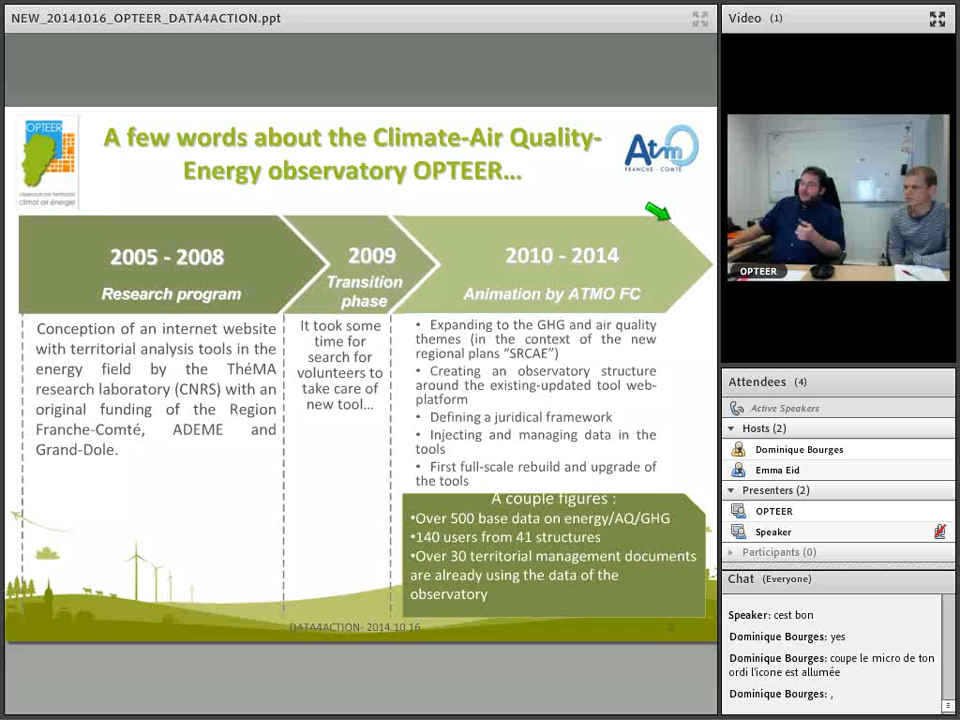 NEW_20141016_OPTEER_DATA4ACTION.ppt
OPTEER
observatoire territorial
climat air énergie
A few words about the Climate-Air Quality-
Energy observatory OPTEER…
Atmo
FRANCHE - COMTÉ
2005 - 2008
Research program
2009
Transition
phase
2010 - 2014
Animation by ATMO FC
Conception of an internet website
with territorial analysis tools in the
energy field by the ThéMA
research laboratory (CNRS) with an
original funding of the Region
Franche-Comté, ADEME and
Grand-Dole.
It took some
time for
search for
volunteers to
take care of
new tool…
• Expanding to the GHG and air quality
themes (in the context of the new
regional plans “SRCAE”)
• Creating an observatory structure
around the existing-updated tool web-
platform
• Defining a juridical framework
• Injecting and managing data in the
tools
• First full-scale rebuild and upgrade of
the tools
A couple figures :
•Over 500 base data on energy/AQ/GHG
•140 users from 41 structures
•Over 30 territorial management documents
are already using the data of the
observatory
DATA4ACTION- 2014.10.16
2
Video (1)
OPTEER
Attendees (4)
Active Speakers
Hosts (2)
Dominique Bourges
Emma Eid
Presenters (2)
OPTEER
Speaker
Participants (0)
Chat (Everyone)
Speaker: cest bon
Dominique Bourges: yes
Dominique Bourges: coupe le micro de ton
ordi l'icone est allumée
Dominique Bourges: ,